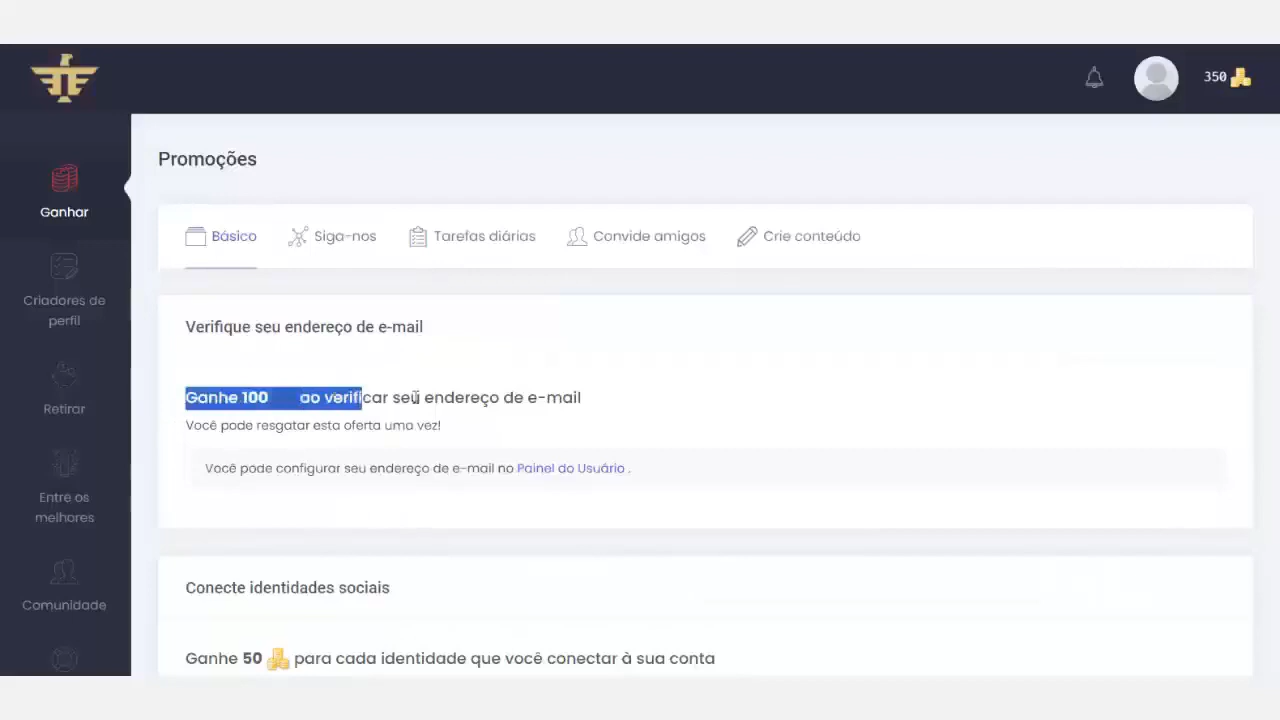 350
Ganhar
Criadores de
perfil
Retirar
Entre os
melhores
Comunidade
Promoções
Básico
Siga-nos
Tarefas diárias
Convide amigos
Crie conteúdo
Verifique seu endereço de e-mail
Ganhe 100 ao verificar seu endereço de e-mail
Você pode resgatar esta oferta uma vez!
Você pode configurar seu endereço de e-mail no Painel do Usuário .
Conecte identidades sociais
Ganhe 50 para cada identidade que você conectar à sua conta